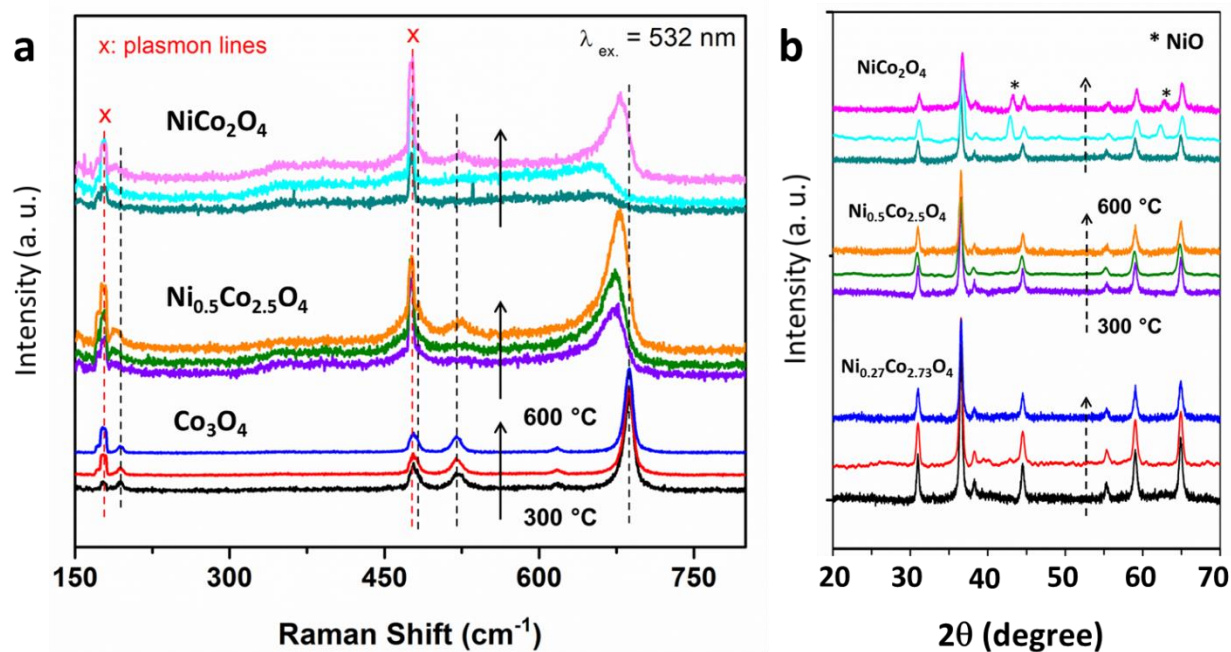 a
x: plasmon lines
x
x
λ ex. = 532 nm
NiCo₂O₄
Ni₀.₅Co₂.₅O₄
Co₃O₄
600 °C
300 °C
Intensity (a. u.)
150 300 450 600 750
Raman Shift (cm⁻¹)
b
* NiO
NiCo₂O₄
*
*
600 °C
Ni₀.₅Co₂.₅O₄
300 °C
Ni₀.₂₇Co₂.₇₃O₄
Intensity (a. u.)
20 30 40 50 60 70
2θ (degree)